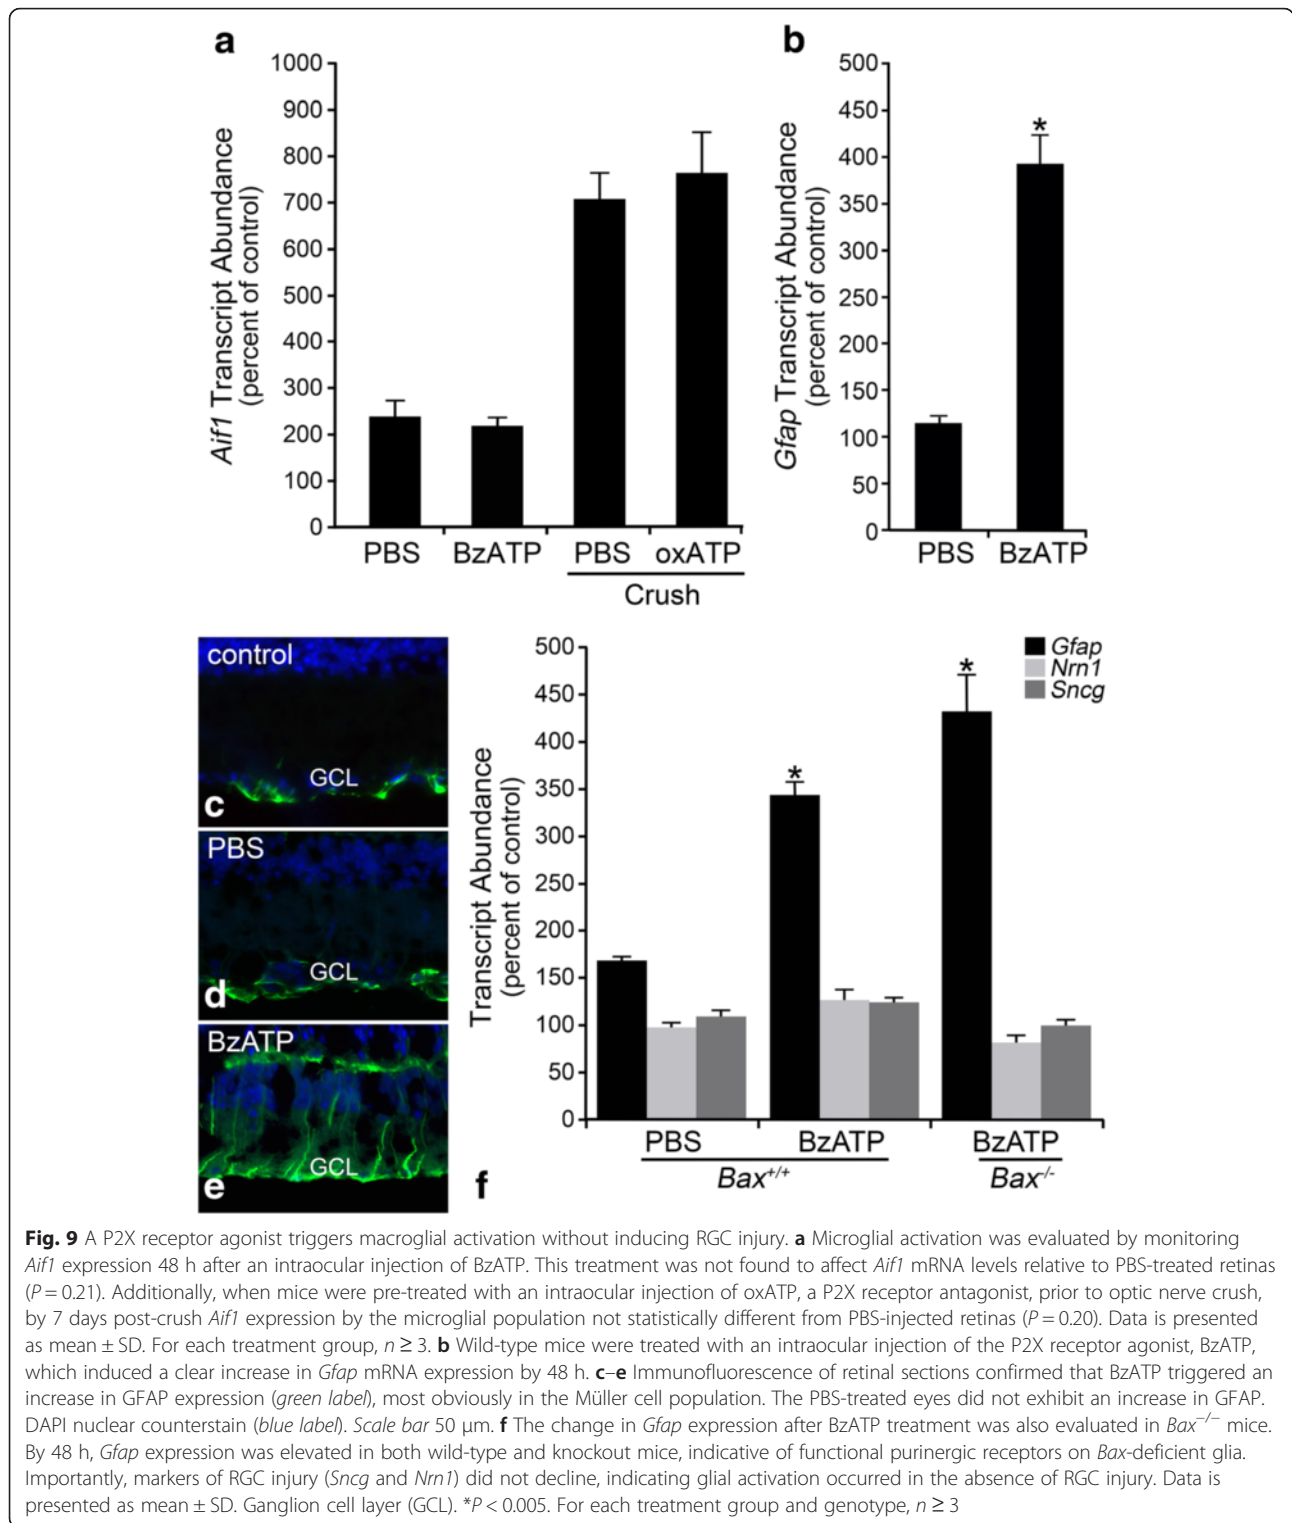 a
1000
900
800
700
600
500
400
300
200
100
0
Aif1 Transcript Abundance
(percent of control)
PBS BzATP PBS oxATP
Crush
b
500
450
400
350
300
250
200
150
100
50
0
Gfap Transcript Abundance
(percent of control)
*
PBS BzATP
control
GCL
c
PBS
GCL
d
BzATP
GCL
e
f
500
450
400
350
300
250
200
150
100
50
0
Transcript Abundance
(percent of control)
*
*
Gfap
Nrn1
Sncg
PBS BzATP BzATP
Bax+/+ Bax-/-
Fig. 9 A P2X receptor agonist triggers macroglial activation without inducing RGC injury. a Microglial activation was evaluated by monitoring
Aif1 expression 48 h after an intraocular injection of BzATP. This treatment was not found to affect Aif1 mRNA levels relative to PBS-treated retinas
(P = 0.21). Additionally, when mice were pre-treated with an intraocular injection of oxATP, a P2X receptor antagonist, prior to optic nerve crush,
by 7 days post-crush Aif1 expression by the microglial population not statistically different from PBS-injected retinas (P = 0.20). Data is presented
as mean ± SD. For each treatment group, n ≥ 3. b Wild-type mice were treated with an intraocular injection of the P2X receptor agonist, BzATP,
which induced a clear increase in Gfap mRNA expression by 48 h. c–e Immunofluorescence of retinal sections confirmed that BzATP triggered an
increase in GFAP expression (green label), most obviously in the Müller cell population. The PBS-treated eyes did not exhibit an increase in GFAP.
DAPI nuclear counterstain (blue label). Scale bar 50 μm. f The change in Gfap expression after BzATP treatment was also evaluated in Bax−/− mice.
By 48 h, Gfap expression was elevated in both wild-type and knockout mice, indicative of functional purinergic receptors on Bax-deficient glia.
Importantly, markers of RGC injury (Sncg and Nrn1) did not decline, indicating glial activation occurred in the absence of RGC injury. Data is
presented as mean ± SD. Ganglion cell layer (GCL). *P < 0.005. For each treatment group and genotype, n ≥ 3